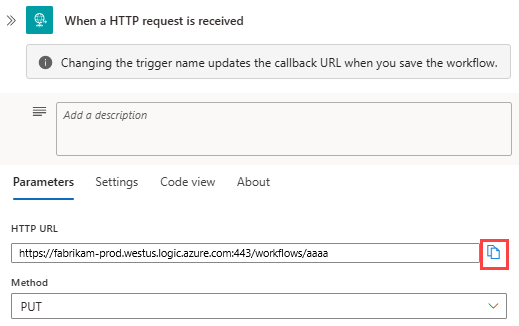 When a HTTP request is received
Changing the trigger name updates the callback URL when you save the workflow.
Add a description
Parameters Settings Code view About
HTTP URL
https://fabrikam-prod.westus.logic.azure.com:443/workflows/aaaa
Method
PUT